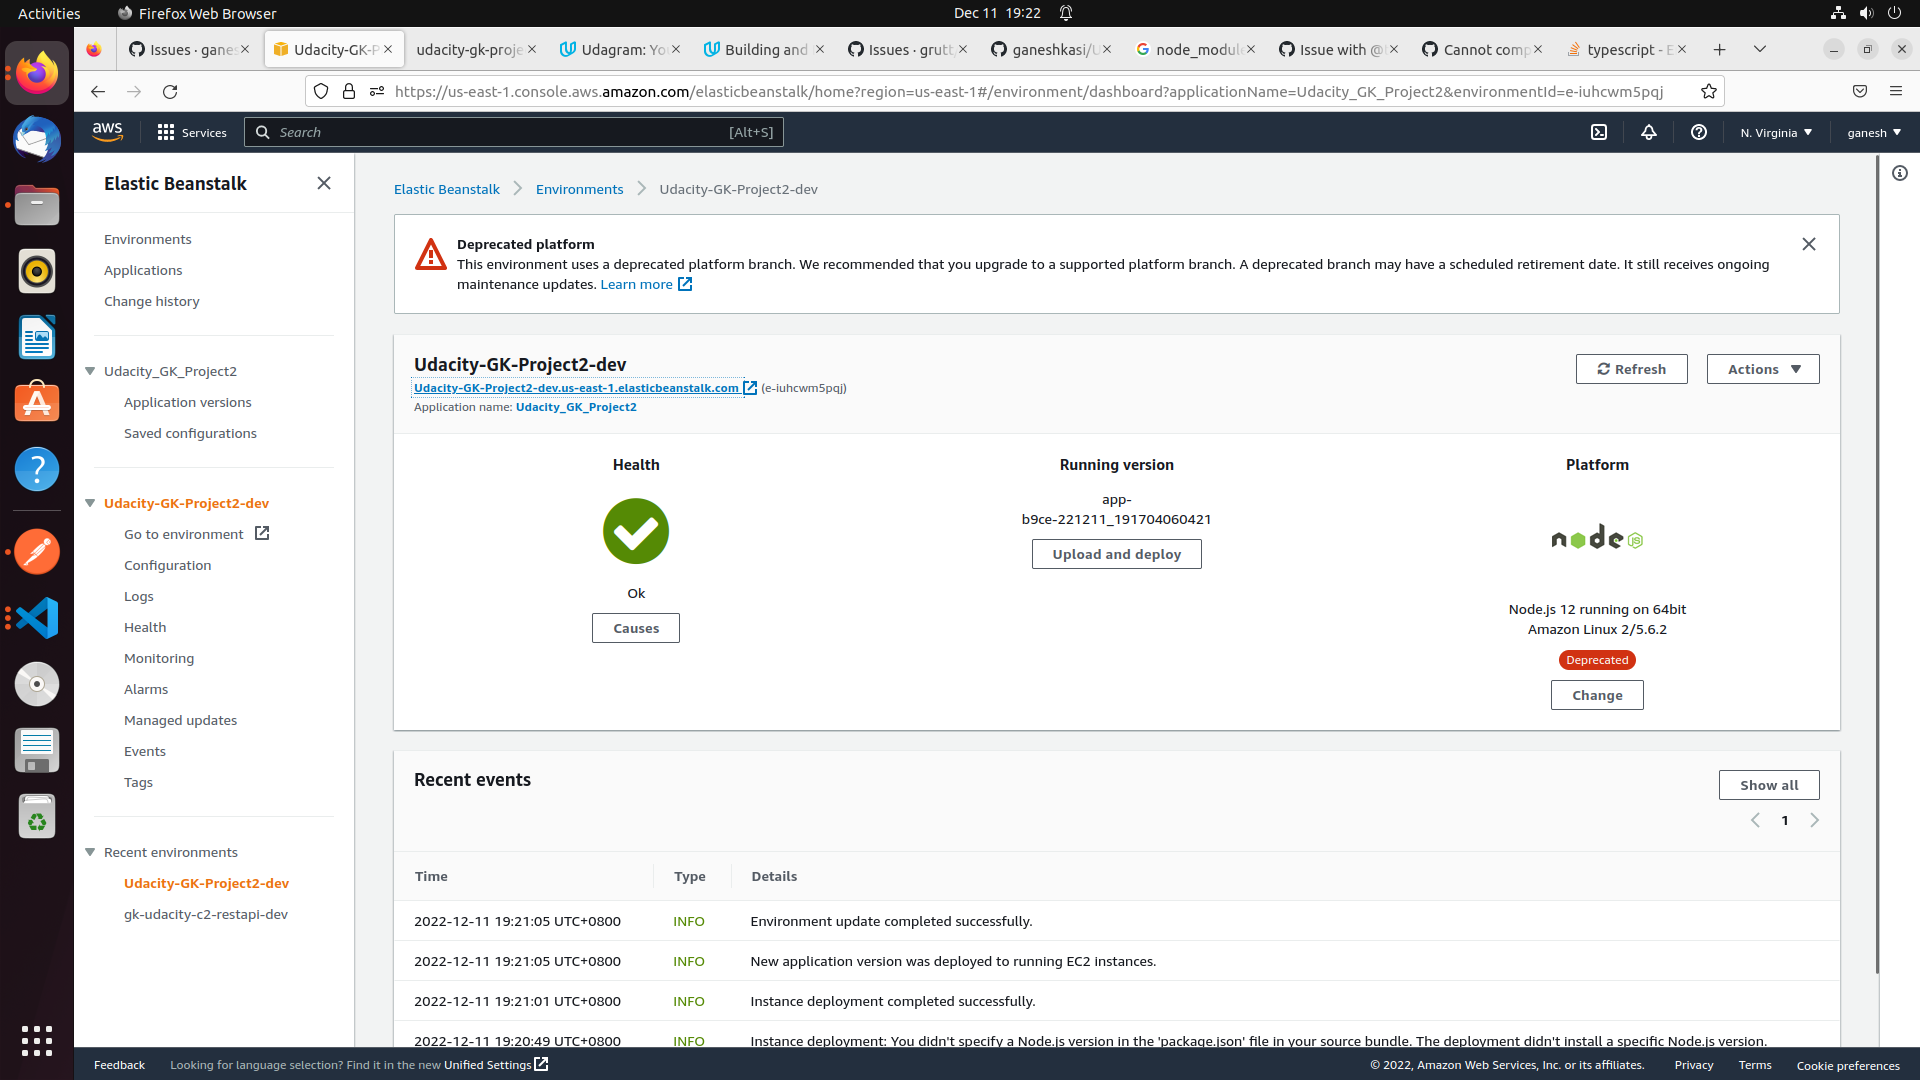 Activities
Firefox Web Browser
Dec 11 19:22
Issues · ganes
Udacity-GK-P
udacity-gk-proje
Udagram: Yo
Building and
Issues · grutt
ganeshkasi/U
node_module
Issue with @
Cannot comp
typescript - E
https://us-east-1.console.aws.amazon.com/elasticbeanstalk/home?region=us-east-1#/environment/dashboard?applicationName=Udacity_GK_Project2&environmentId=e-iuhcwm5pqj
aws
Services
Search
[Alt+S]
N. Virginia
ganesh
Elastic Beanstalk
Environments
Applications
Change history
Udacity_GK_Project2
Application versions
Saved configurations
Udacity-GK-Project2-dev
Go to environment
Configuration
Logs
Health
Monitoring
Alarms
Managed updates
Events
Tags
Recent environments
Udacity-GK-Project2-dev
gk-udacity-c2-restapi-dev
Elastic Beanstalk
Environments
Udacity-GK-Project2-dev
Deprecated platform
This environment uses a deprecated platform branch. We recommended that you upgrade to a supported platform branch. A deprecated branch may have a scheduled retirement date. It still receives ongoing
maintenance updates. Learn more
Udacity-GK-Project2-dev
Udacity-GK-Project2-dev.us-east-1.elasticbeanstalk.com (e-iuhcwm5pqj)
Application name: Udacity_GK_Project2
Refresh
Actions
Health
Ok
Causes
Running version
app-
b9ce-221211_191704060421
Upload and deploy
Platform
node
JS
Node.js 12 running on 64bit
Amazon Linux 2/5.6.2
Deprecated
Change
Recent events
Show all
1
Time Type Details
2022-12-11 19:21:05 UTC+0800 INFO Environment update completed successfully.
2022-12-11 19:21:05 UTC+0800 INFO New application version was deployed to running EC2 instances.
2022-12-11 19:21:01 UTC+0800 INFO Instance deployment completed successfully.
2022-12-11 19:20:49 UTC+0800 INFO Instance deployment: You didn't specify a Node.js version in the 'package.json' file in your source bundle. The deployment didn't install a specific Node.js version.
Feedback
Looking for language selection? Find it in the new Unified Settings
© 2022, Amazon Web Services, Inc. or its affiliates.
Privacy
Terms
Cookie preferences